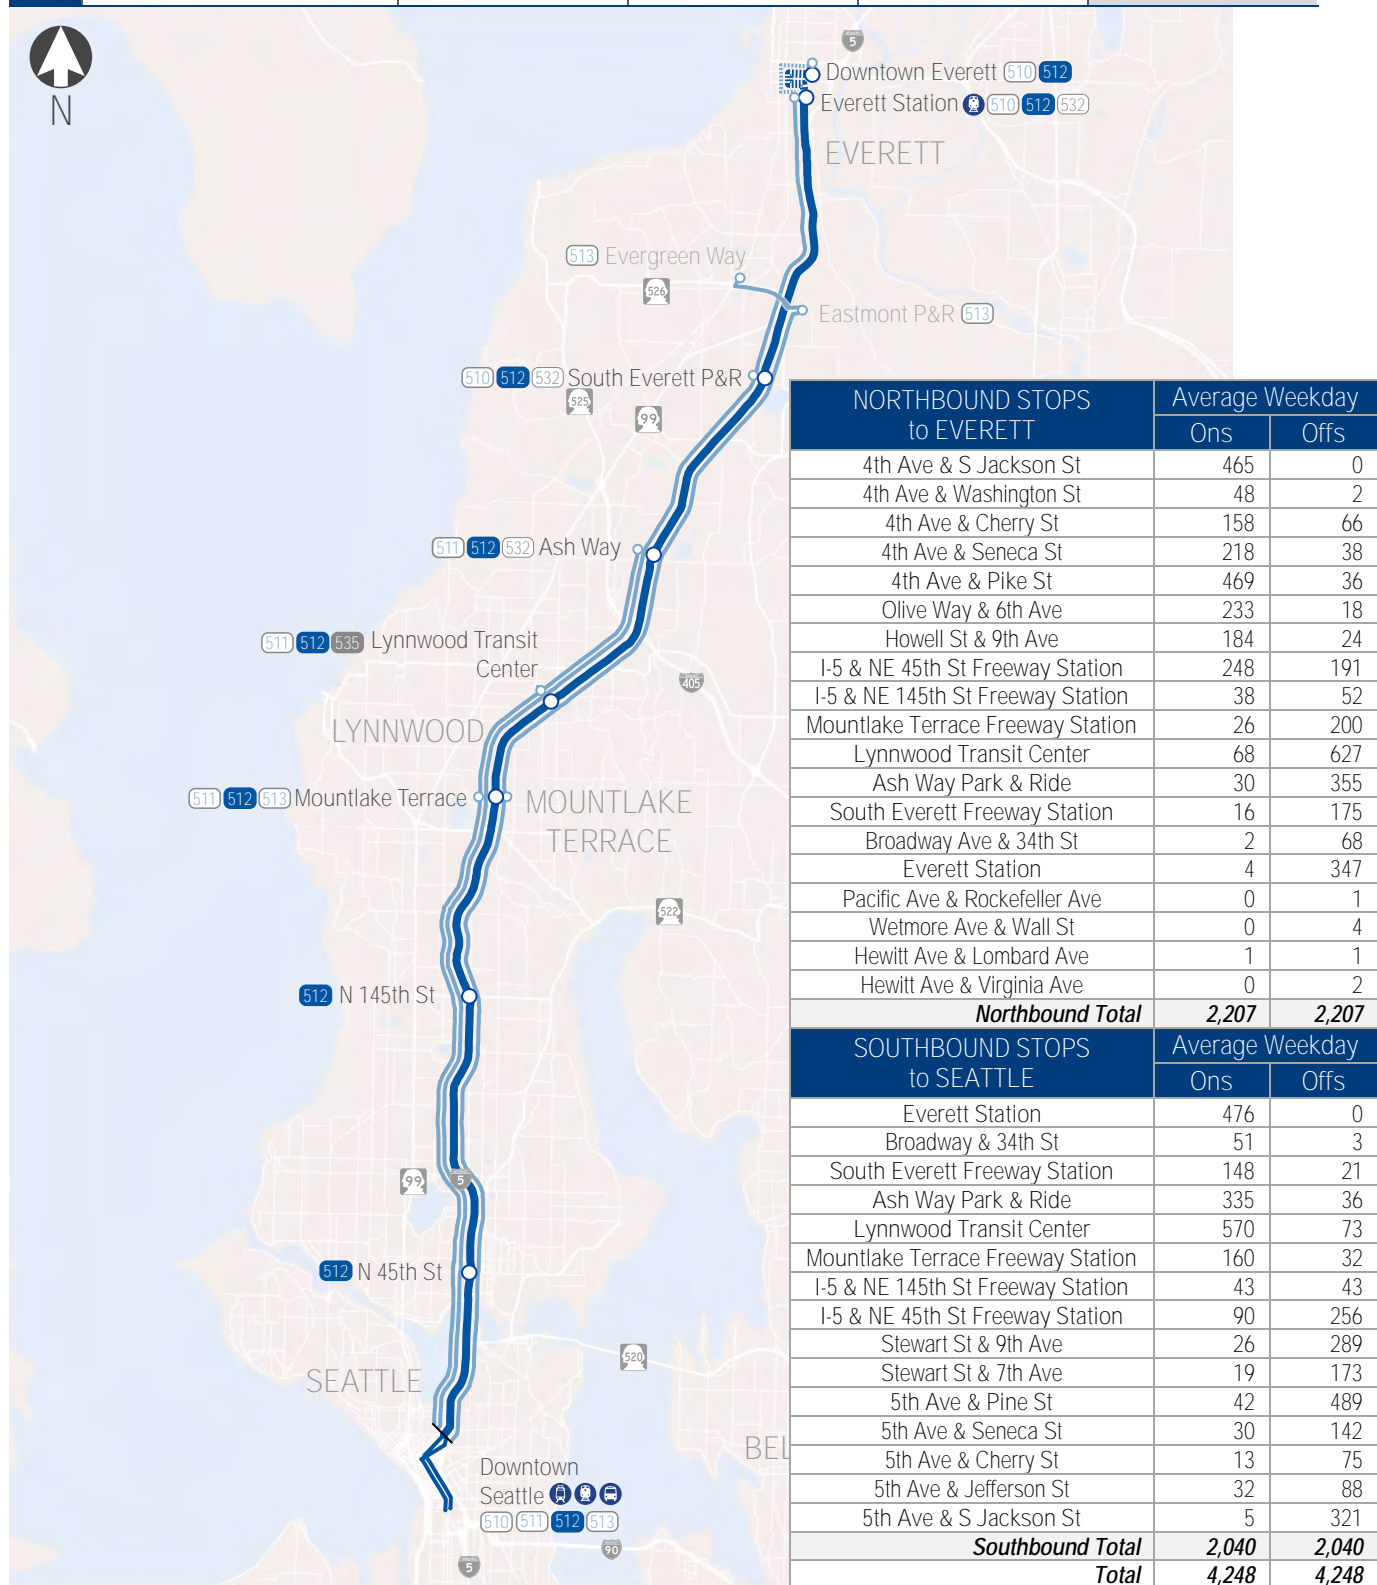 N
5
Downtown Everett 510 512
Everett Station 510 512 532
EVERETT
513 Evergreen Way
526
Eastmont P&R 513
510 512 532 South Everett P&R
525
99
511 512 532 Ash Way
511 512 535 Lynnwood Transit
Center
405
LYNNWOOD
511 512 513 Mountlake Terrace
MOUNTLAKE
TERRACE
522
512 N 145th St
99
5
512 N 45th St
520
SEATTLE
BEL
Downtown
Seattle
510 511 512 513
90
5
NORTHBOUND STOPS
to EVERETT
Average Weekday
Ons Offs
4th Ave & S Jackson St 465 0
4th Ave & Washington St 48 2
4th Ave & Cherry St 158 66
4th Ave & Seneca St 218 38
4th Ave & Pike St 469 36
Olive Way & 6th Ave 233 18
Howell St & 9th Ave 184 24
I-5 & NE 45th St Freeway Station 248 191
I-5 & NE 145th St Freeway Station 38 52
Mountlake Terrace Freeway Station 26 200
Lynnwood Transit Center 68 627
Ash Way Park & Ride 30 355
South Everett Freeway Station 16 175
Broadway Ave & 34th St 2 68
Everett Station 4 347
Pacific Ave & Rockefeller Ave 0 1
Wetmore Ave & Wall St 0 4
Hewitt Ave & Lombard Ave 1 1
Hewitt Ave & Virginia Ave 0 2
Northbound Total 2,207 2,207
SOUTHBOUND STOPS
to SEATTLE
Average Weekday
Ons Offs
Everett Station 476 0
Broadway & 34th St 51 3
South Everett Freeway Station 148 21
Ash Way Park & Ride 335 36
Lynnwood Transit Center 570 73
Mountlake Terrace Freeway Station 160 32
I-5 & NE 145th St Freeway Station 43 43
I-5 & NE 45th St Freeway Station 90 256
Stewart St & 9th Ave 26 289
Stewart St & 7th Ave 19 173
5th Ave & Pine St 42 489
5th Ave & Seneca St 30 142
5th Ave & Cherry St 13 75
5th Ave & Jefferson St 32 88
5th Ave & S Jackson St 5 321
Southbound Total 2,040 2,040
Total 4,248 4,248